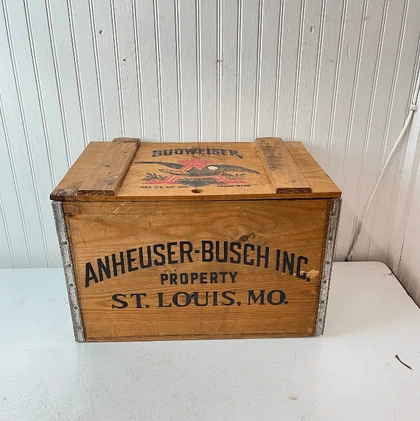 BUDWEISER
ANHEUSER-BUSCH INC.
PROPERTY
ST. LOUIS, MO.